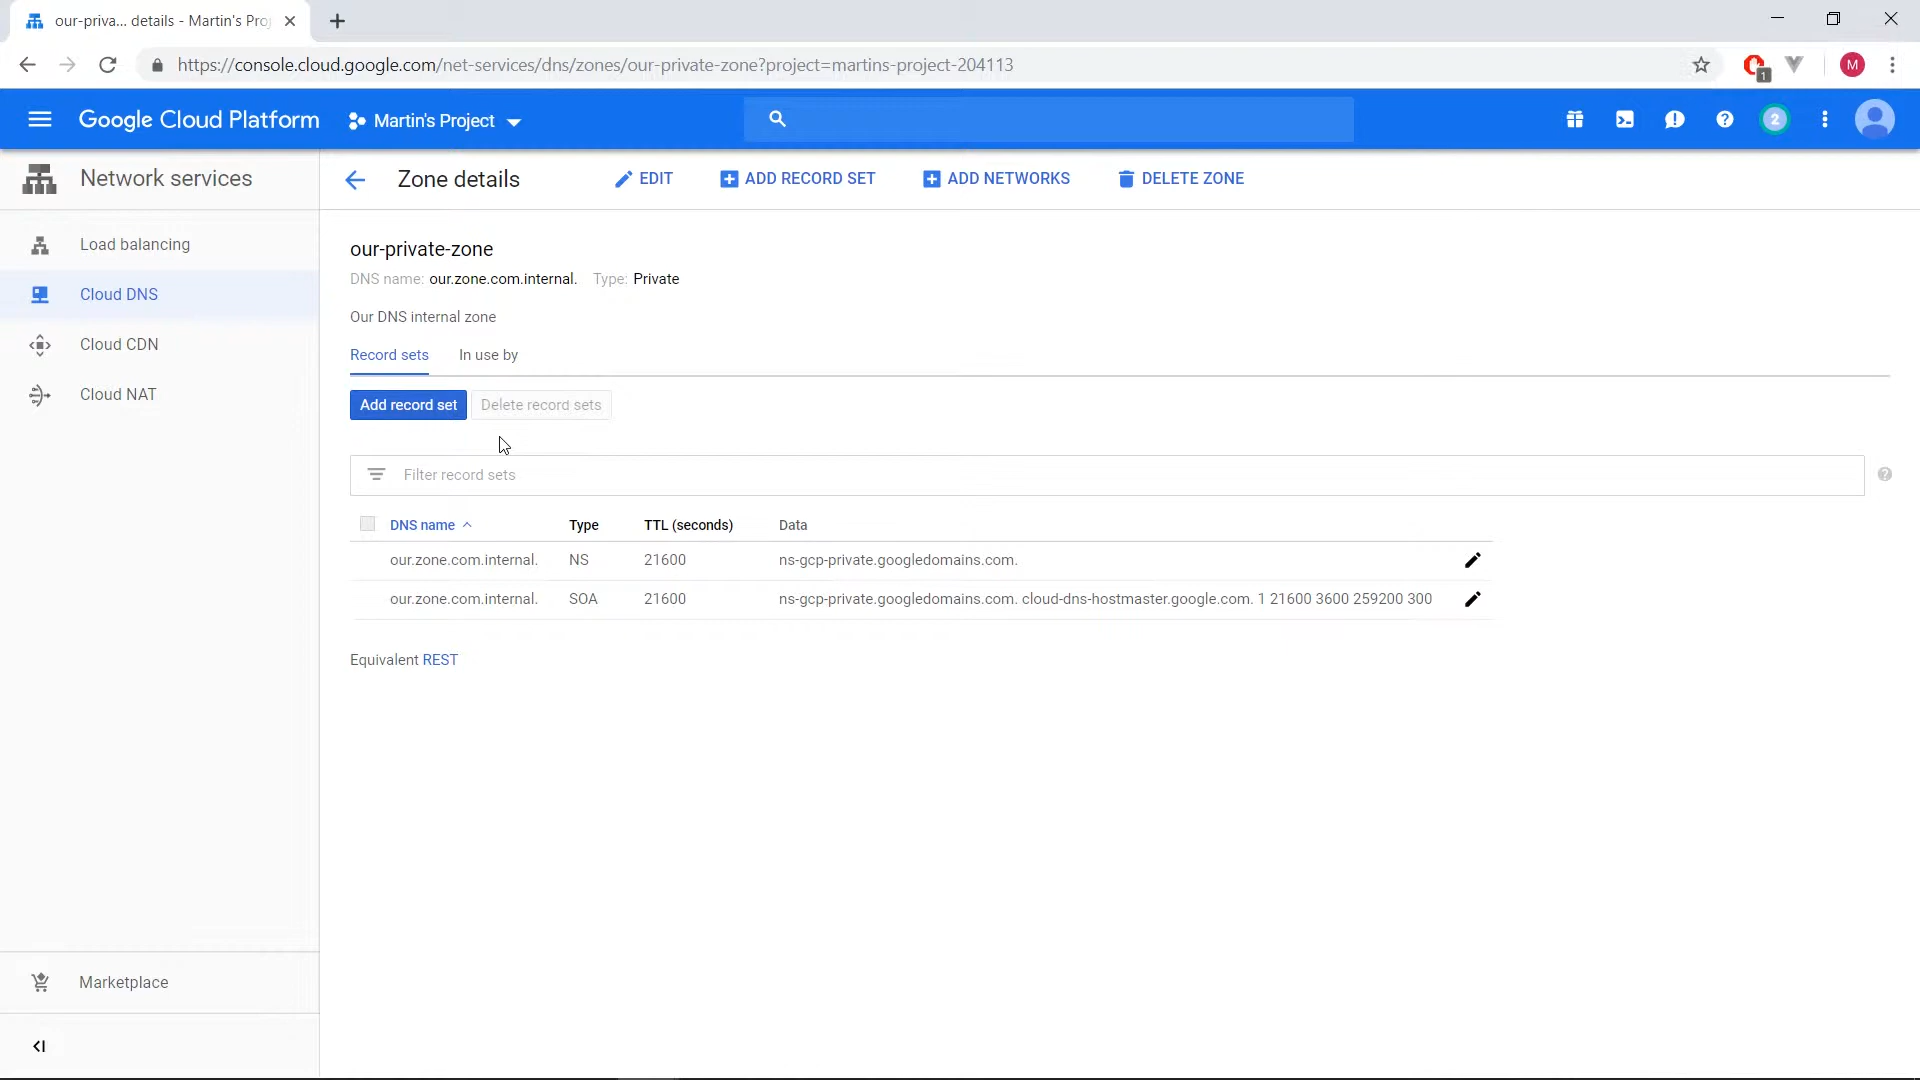 our-priva... details - Martin's Proj
https://console.cloud.google.com/net-services/dns/zones/our-private-zone?project=martins-project-204113
1
M
Google Cloud Platform
Martin's Project
2
Network services
Zone details
EDIT
ADD RECORD SET
ADD NETWORKS
DELETE ZONE
Load balancing
Cloud DNS
Cloud CDN
Cloud NAT
our-private-zone
DNS name: our.zone.com.internal. Type: Private
Our DNS internal zone
Record sets In use by
Add record set Delete record sets
Filter record sets
DNS name Type TTL (seconds) Data
our.zone.com.internal. NS 21600 ns-gcp-private.googledomains.com.
our.zone.com.internal. SOA 21600 ns-gcp-private.googledomains.com. cloud-dns-hostmaster.google.com. 1 21600 3600 259200 300
Equivalent REST
Marketplace